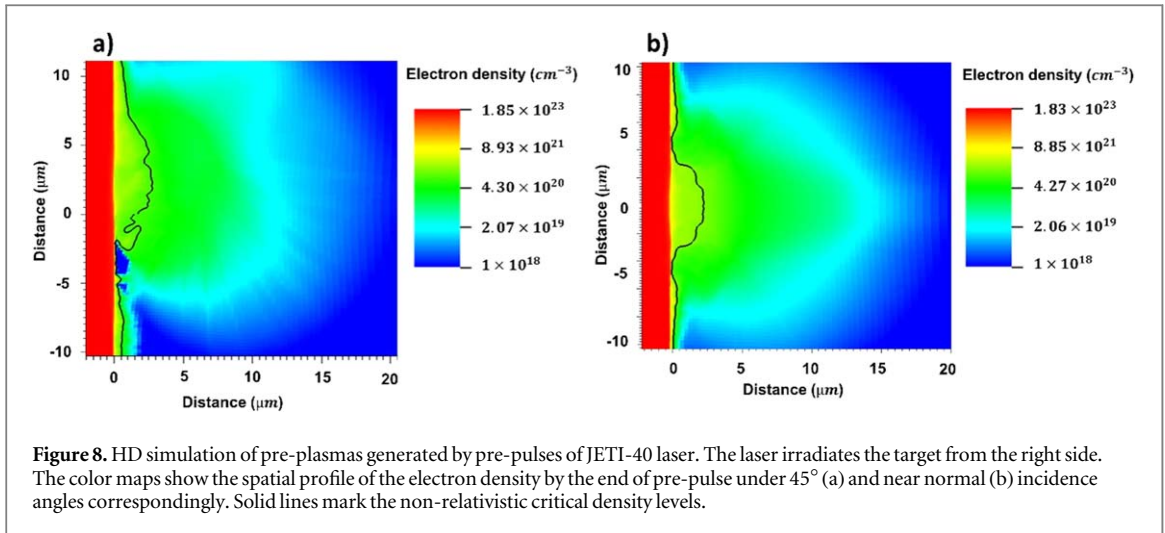 a)
10
5
0
-5
-10
Distance (μm)
0 5 10 15 20
Distance (μm)
Electron density (cm⁻³)
1.85 × 10²³
8.93 × 10²¹
4.30 × 10²⁰
2.07 × 10¹⁹
1 × 10¹⁸
b)
10
5
0
-5
-10
Distance (μm)
0 5 10 15 20
Distance (μm)
Electron density (cm⁻³)
1.83 × 10²³
8.85 × 10²¹
4.27 × 10²⁰
2.06 × 10¹⁹
1 × 10¹⁸
Figure 8. HD simulation of pre-plasmas generated by pre-pulses of JETI-40 laser. The laser irradiates the target from the right side.
The color maps show the spatial profile of the electron density by the end of pre-pulse under 45° (a) and near normal (b) incidence
angles correspondingly. Solid lines mark the non-relativistic critical density levels.